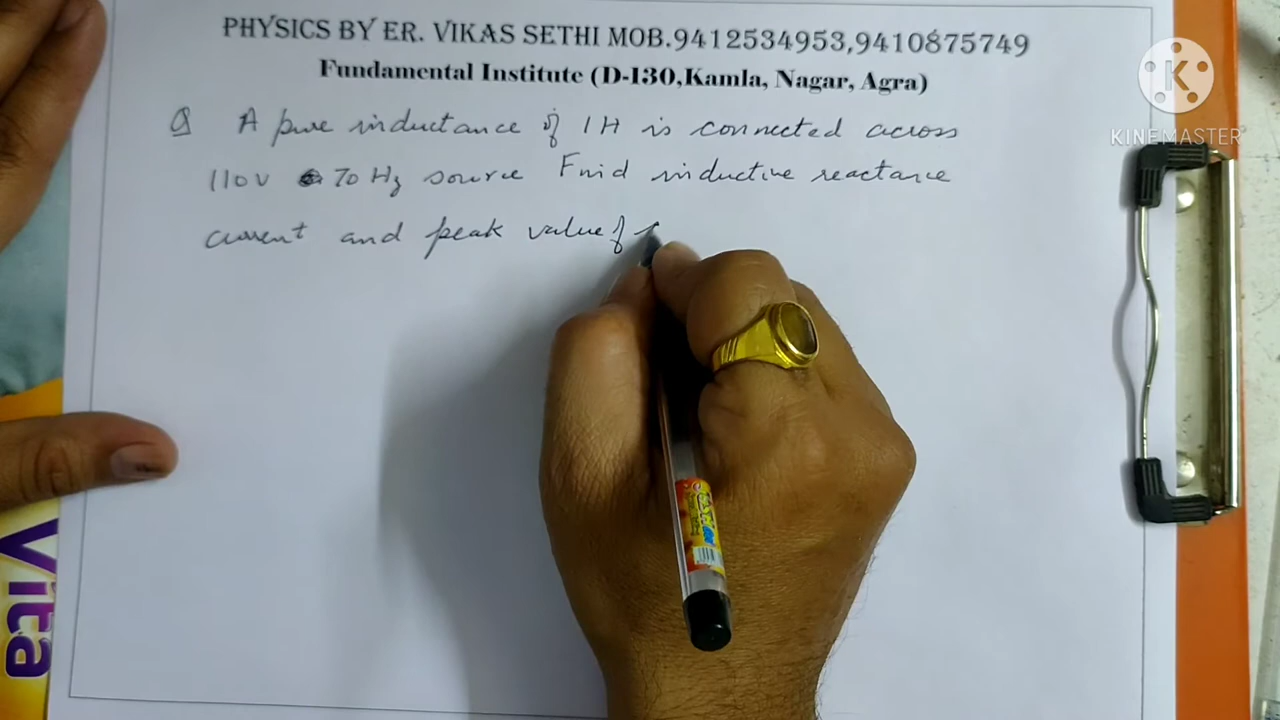 PHYSICS BY ER. VIKAS SETHI MOB.9412534953,9410875749
Fundamental Institute (D-130,Kamla, Nagar, Agra)
Q A pure inductance of 1H is connected across
110V 70 Hz source Find inductive reactance
current and peak value of
KINEMASTER
Vita